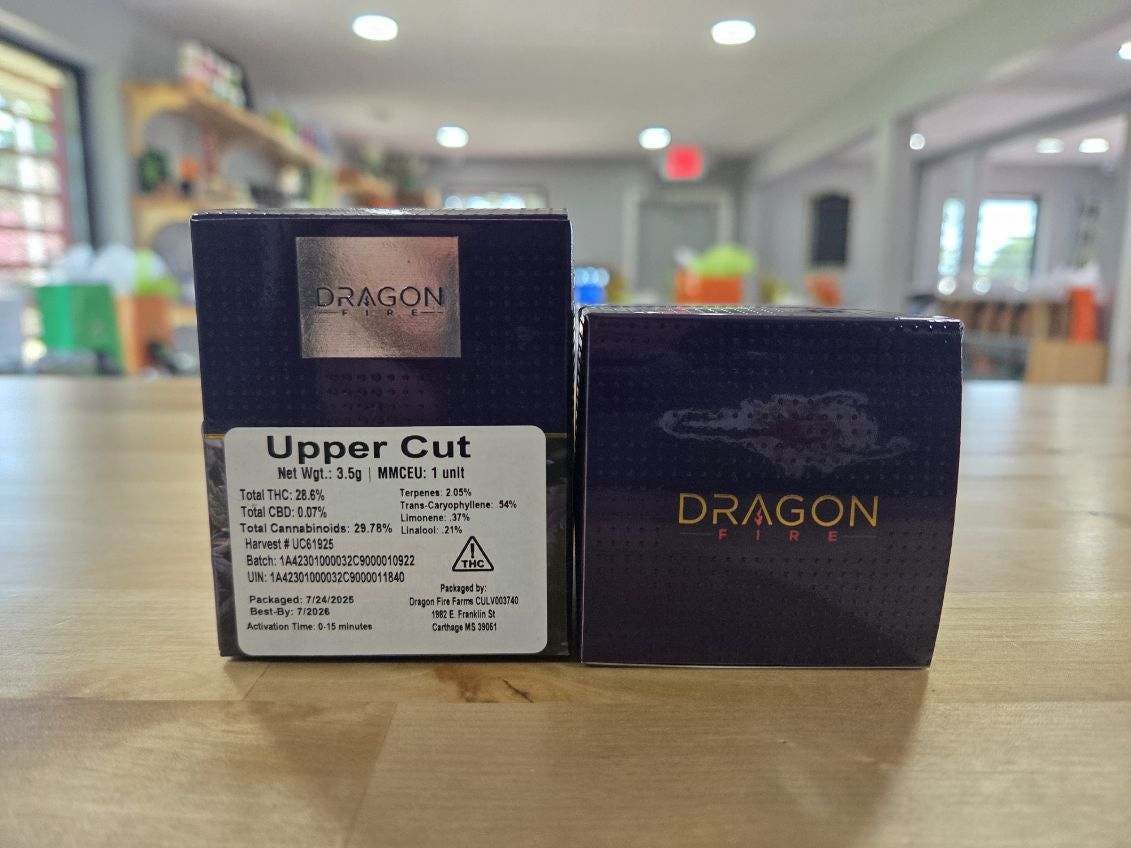 DRAGON
FIRE
Upper Cut
Net Wgt.: 3.5g | MMCEU: 1 unit
Total THC: 28.6%
Total CBD: 0.07%
Total Cannabinoids: 29.78%
Harvest # UC61925
Batch: 1A42301000032C9000010922
UIN: 1A42301000032C9000011840
Packaged: 7/24/2025
Best-By: 7/2026
Activation Time: 0-15 minutes
Terpenes: 2.05%
Trans-Caryophyllene: .54%
Limonene: .37%
Linalool: .21%
!
THC
Packaged by:
Dragon Fire Farms CULV003740
1982 E. Franklin St
Carthage MS 39051
DRAGON
FIRE